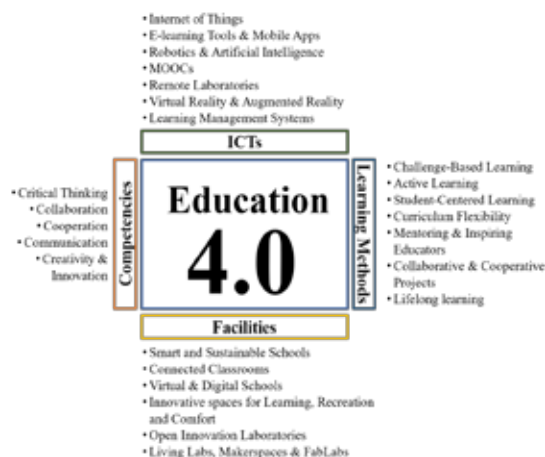 • Internet of Things
• E-learning Tools & Mobile Apps
• Robotics & Artificial Intelligence
• MOOCs
• Remote Laboratories
• Virtual Reality & Augmented Reality
• Learning Management Systems
ICTs
• Critical Thinking
• Collaboration
• Cooperation
• Communication
• Creativity &
Innovation
Competencies
Education
4.0
Learning Methods
• Challenge-Based Learning
• Active Learning
• Student-Centered Learning
• Curriculum Flexibility
• Mentoring & Inspiring
Educators
• Collaborative & Cooperative
Projects
• Lifelong learning
Facilities
• Smart and Sustainable Schools
• Connected Classrooms
• Virtual & Digital Schools
• Innovative spaces for Learning, Recreation
and Comfort
• Open Innovation Laboratories
• Living Labs, Makerspaces & FabLabs